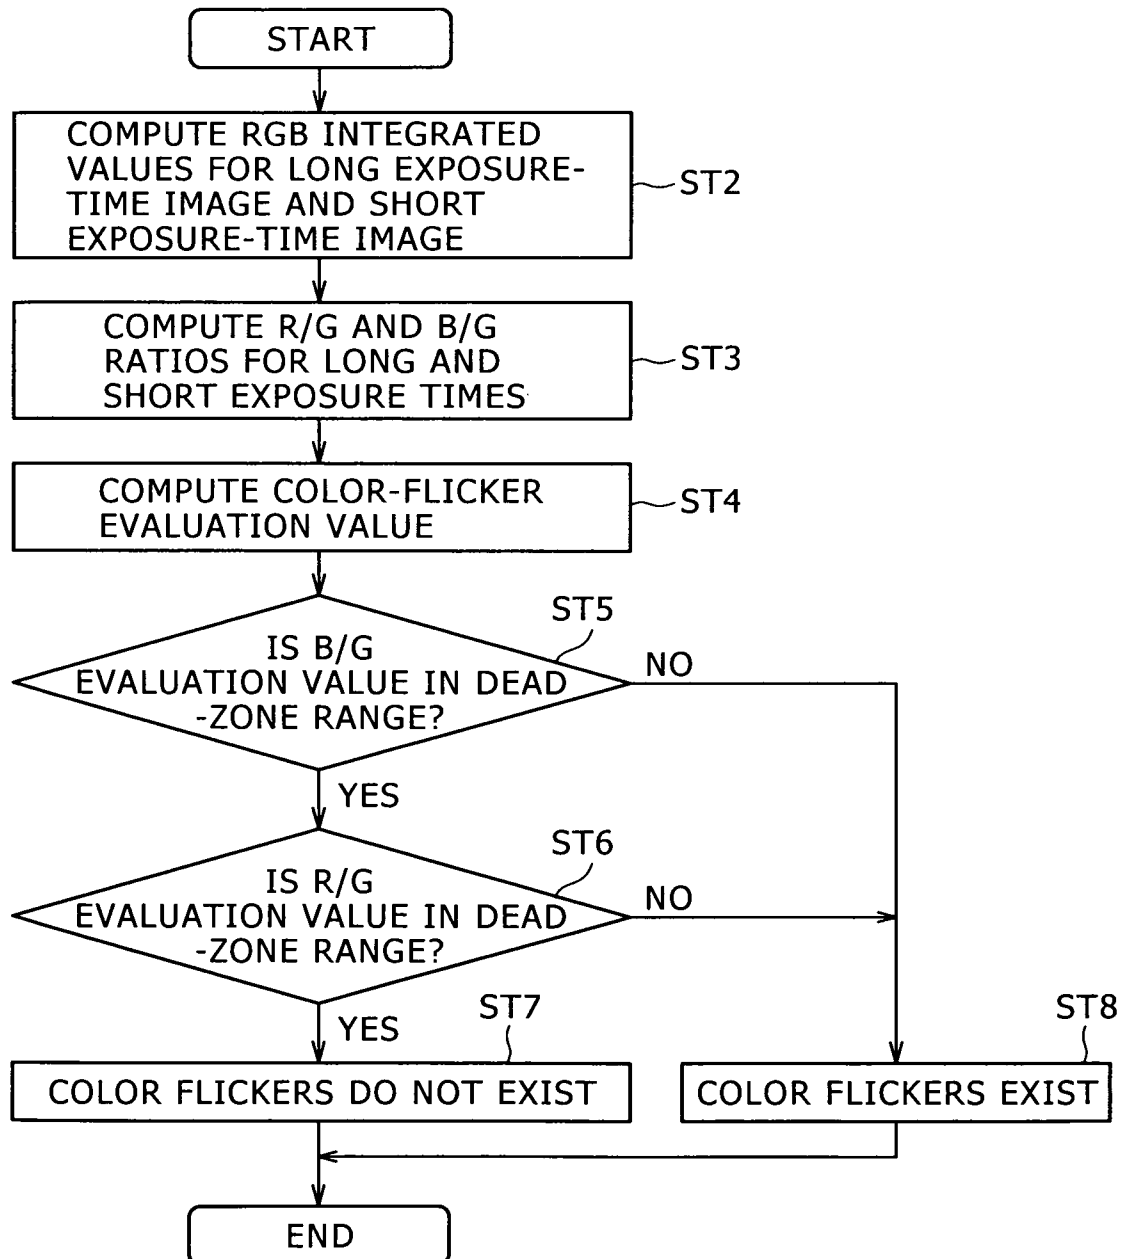 START
COMPUTE RGB INTEGRATED
VALUES FOR LONG EXPOSURE-
TIME IMAGE AND SHORT
EXPOSURE-TIME IMAGE
ST2
COMPUTE R/G AND B/G
RATIOS FOR LONG AND
SHORT EXPOSURE TIMES
ST3
COMPUTE COLOR-FLICKER
EVALUATION VALUE
ST4
ST5
IS B/G
EVALUATION VALUE IN DEAD
-ZONE RANGE?
NO
YES
ST6
IS R/G
EVALUATION VALUE IN DEAD
-ZONE RANGE?
NO
YES
ST7
COLOR FLICKERS DO NOT EXIST
ST8
COLOR FLICKERS EXIST
END